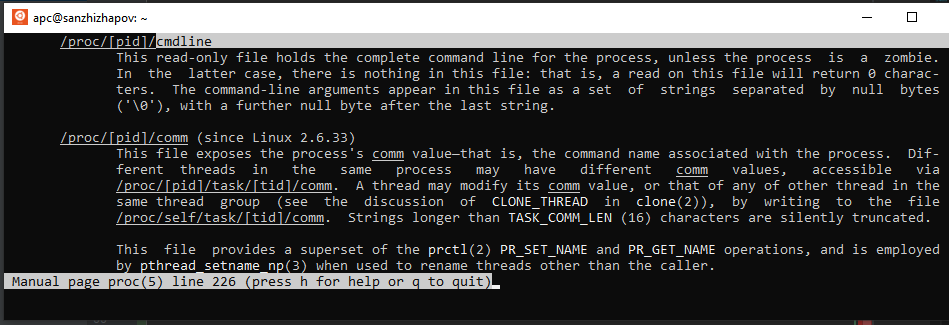 apc@sanzhizhapov: ~
/proc/[pid]/cmdline
This read-only file holds the complete command line for the process, unless the process is a zombie.
In the latter case, there is nothing in this file: that is, a read on this file will return 0 charac-
ters. The command-line arguments appear in this file as a set of strings separated by null bytes
('\0'), with a further null byte after the last string.
/proc/[pid]/comm (since Linux 2.6.33)
This file exposes the process's comm value—that is, the command name associated with the process. Dif-
ferent threads in the same process may have different comm values, accessible via
/proc/[pid]/task/[tid]/comm. A thread may modify its comm value, or that of any of other thread in the
same thread group (see the discussion of CLONE_THREAD in clone(2)), by writing to the file
/proc/self/task/[tid]/comm. Strings longer than TASK_COMM_LEN (16) characters are silently truncated.
This file provides a superset of the prctl(2) PR_SET_NAME and PR_GET_NAME operations, and is employed
by pthread_setname_np(3) when used to rename threads other than the caller.
Manual page proc(5) line 226 (press h for help or q to quit)